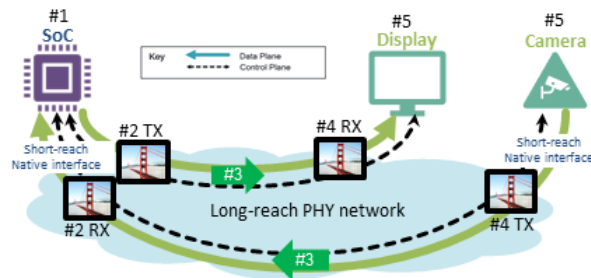 #1
SoC
Key
Data Plane
Control Plane
#5
Display
#5
Camera
#2 TX
#4 RX
Short-reach
Native interface
Short-reach
Native interface
#3
Long-reach PHY network
#2 RX
#4 TX
#3